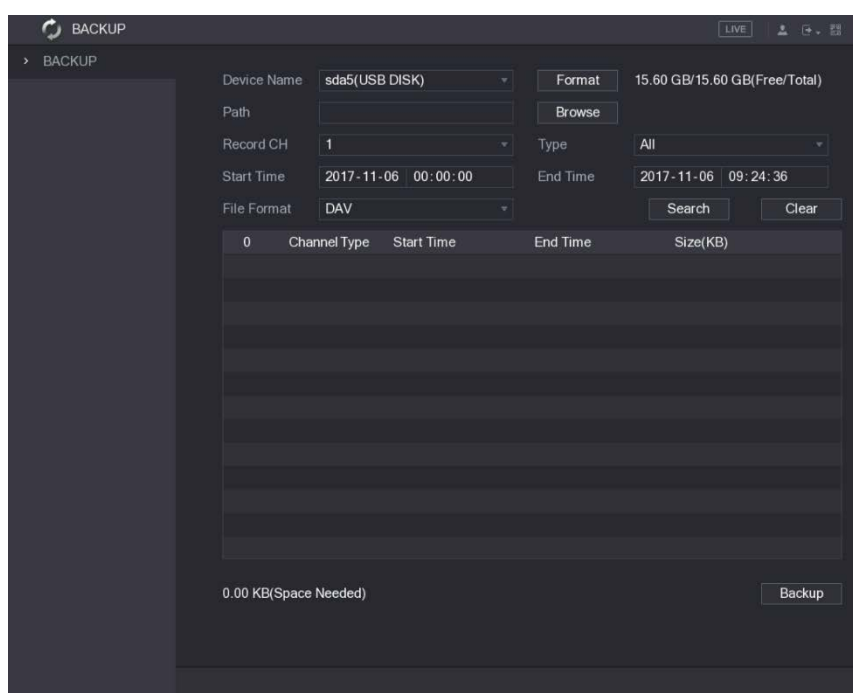 BACKUP LIVE
BACKUP
Device Name sda5(USB DISK) Format 15.60 GB/15.60 GB(Free/Total)
Path Browse
Record CH 1 Type All
Start Time 2017-11-06 00:00:00 End Time 2017-11-06 09:24:36
File Format DAV Search Clear
0 Channel Type Start Time End Time Size(KB)
0.00 KB(Space Needed) Backup